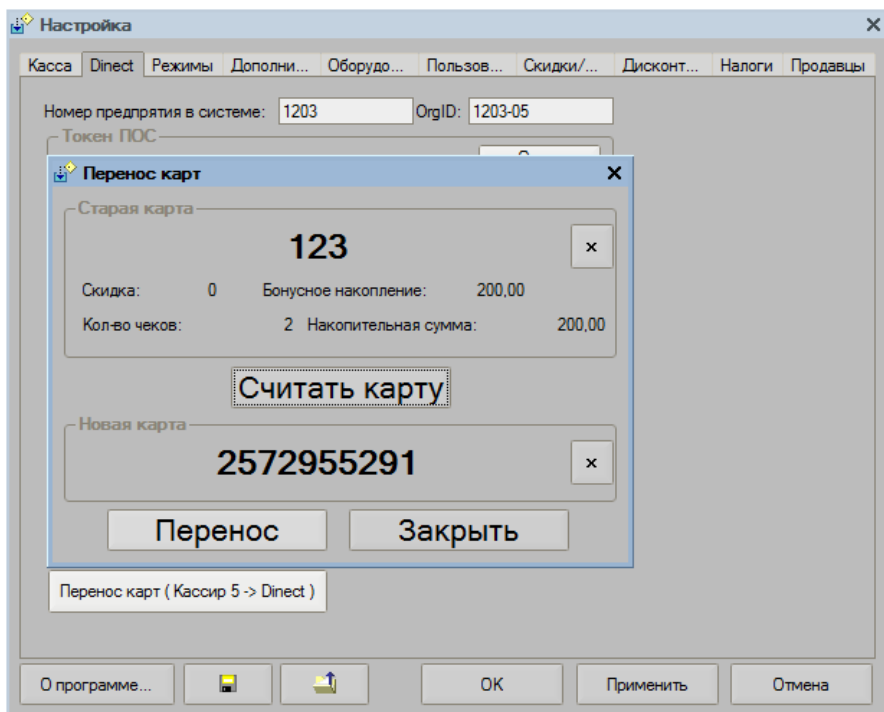 Настройка
Касса Direct Режимы Дополни... Оборудо... Пользов... Скидки/... Дисконт... Налоги Продавцы
Номер предпрятия в системе: 1203 OrgID: 1203-05
Токен ПОС
Перенос карт
Старая карта
123
×
Скидка: 0 Бонусное накопление: 200,00
Кол-во чеков: 2 Накопительная сумма: 200,00
Считать карту
Новая карта
2572955291
×
Перенос Закрыть
Перенос карт ( Кассир 5 -> Direct )
О программе... OK Применить Отмена